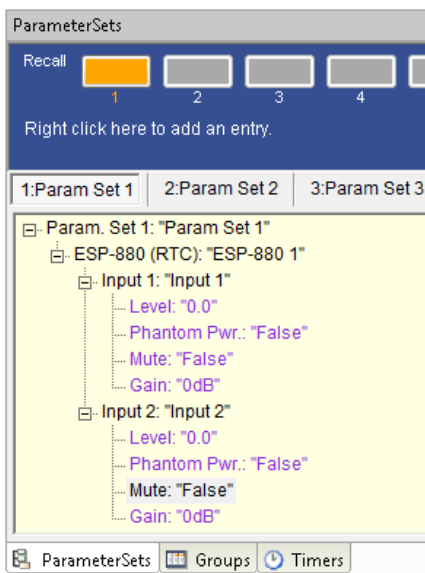 ParameterSets
Recall
1 2 3 4
Right click here to add an entry.
1:Param Set 1 2:Param Set 2 3:Param Set 3
Param. Set 1: "Param Set 1"
ESP-880 (RTC): "ESP-880 1"
Input 1: "Input 1"
Level: "0.0"
Phantom Pwr.: "False"
Mute: "False"
Gain: "0dB"
Input 2: "Input 2"
Level: "0.0"
Phantom Pwr.: "False"
Mute: "False"
Gain: "0dB"
ParameterSets Groups Timers